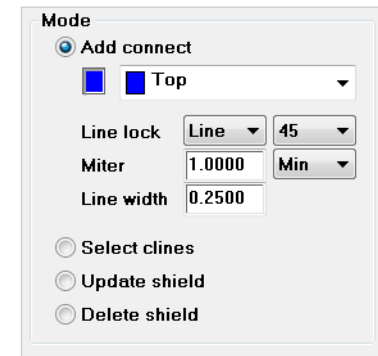 Mode
Add connect
Top
Line lock Line 45
Miter 1.0000 Min
Line width 0.2500
Select clines
Update shield
Delete shield